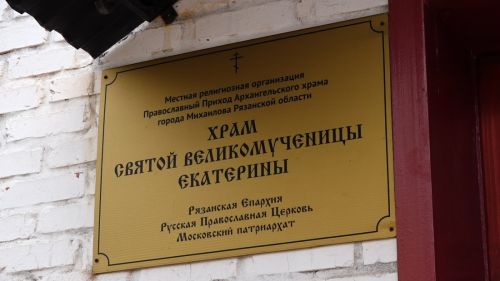 Местная религиозная организация
Православный Приход Архангельского храма
города Михайлова Рязанской области
ХРАМ
СВЯТОЙ ВЕЛИКОМУЧЕНИЦЫ
ЕКАТЕРИНЫ
Рязанская Епархия
Русская Православная Церковь
Московский патриархат